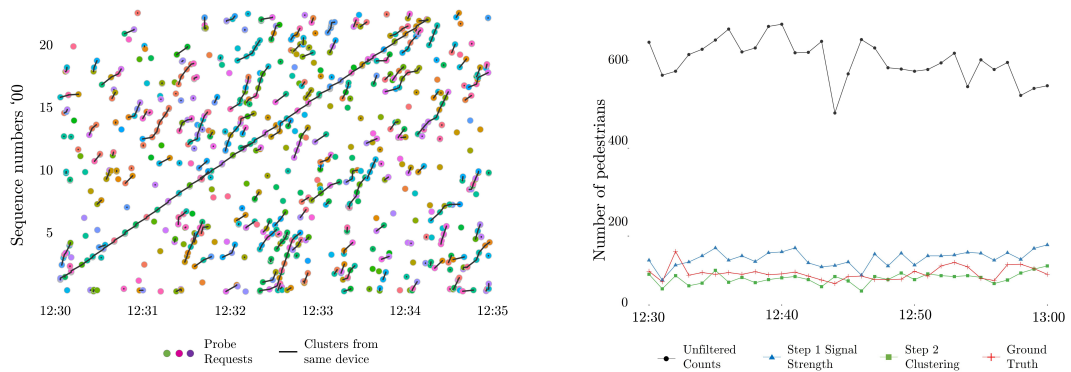 Sequence numbers '00
20
15
10
5
12:30
12:31
12:32
12:33
12:34
12:35
Probe
Requests
Clusters from
same device
Number of pedestrians
600
400
200
0
12:30
12:40
12:50
13:00
Unfiltered
Counts
Step 1 Signal
Strength
Step 2
Clustering
Ground
Truth